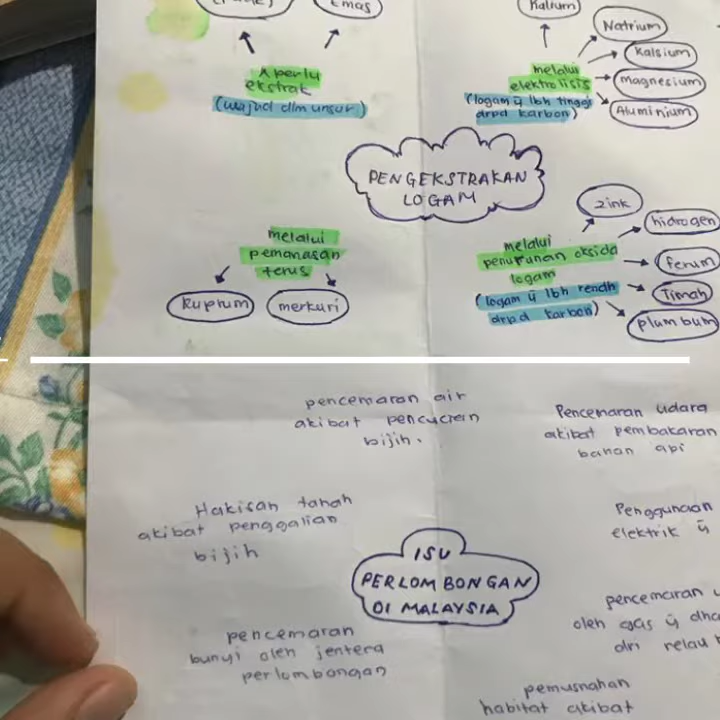 Emas
Kalium
Natrium
Kalsium
Magnesium
Aluminium
x perlu
ekstrak
(wujud dlm unsur)
melalui
elektrolisis
(logam ÿ lbh tinggi
drpd karbon)
PENGEKSTRAKAN
LOGAM
melalui
pemanasan
terus
Kuprum
merkuri
melalui
penurunan oksida
logam
(logam ÿ lbh rendh
drpd karbon)
zink
hidrogen
Ferum
Timah
plumbum
pencemaran air
akibat pencucian
bijih.
Pencemaran udara
akibat pembakaran
bahan api
Hakisan tanah
akibat penggalian
bijih
Penggunaan
elektrik ÿ
ISU
PERLOMBONGAN
DI MALAYSIA
pencemaran
bunyi oleh jentera
perlombongan
pencemaran u
oleh gas ÿ dha
dri relau
pemusnahan
habitat akibat